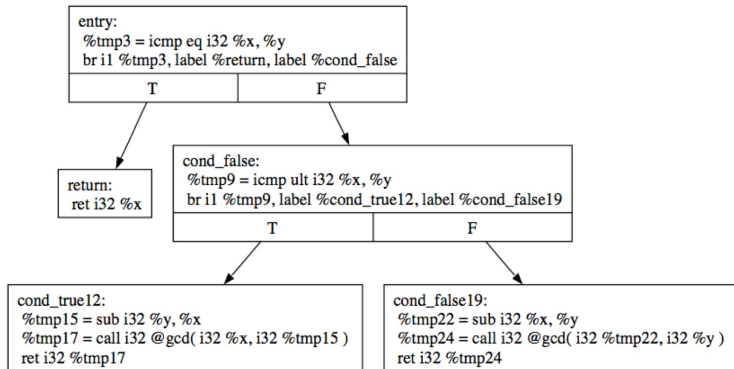 entry:
%tmp3 = icmp eq i32 %x, %y
br i1 %tmp3, label %return, label %cond_false
T F
return:
ret i32 %x
cond_false:
%tmp9 = icmp ult i32 %x, %y
br i1 %tmp9, label %cond_true12, label %cond_false19
T F
cond_true12:
%tmp15 = sub i32 %y, %x
%tmp17 = call i32 @gcd( i32 %x, i32 %tmp15 )
ret i32 %tmp17
cond_false19:
%tmp22 = sub i32 %x, %y
%tmp24 = call i32 @gcd( i32 %tmp22, i32 %y )
ret i32 %tmp24